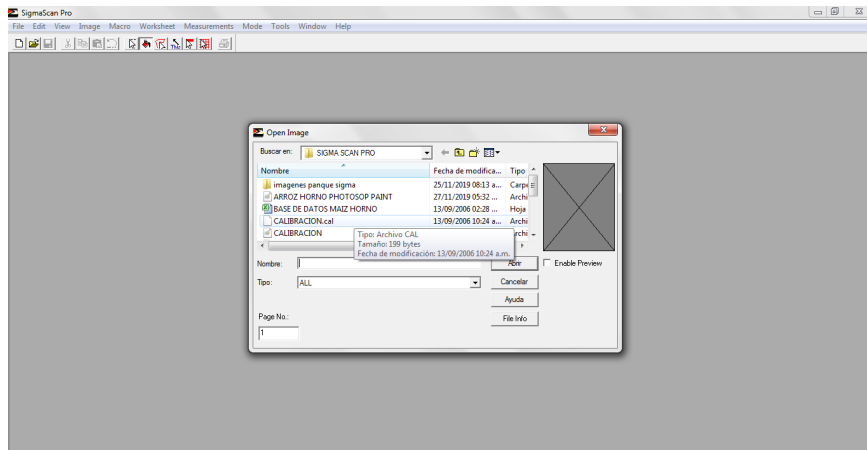 SigmaScan Pro
File Edit View Image Macro Worksheet Measurements Mode Tools Window Help
Open Image
Buscar en: SIGMA SCAN PRO
Nombre Fecha de modifica... Tipo
imagenes panque sigma 25/11/2019 08:13 a... Carpe
ARROZ HORNO PHOTOSOP PAINT 27/11/2019 05:32 ... Archi
BASE DE DATOS MAIZ HORNO 13/09/2006 02:28 ... Hoja
CALIBRACION.cal 13/09/2006 10:24 a... Archi
CALIBRACION rchi
Tipo: Archivo CAL
Tamaño: 199 bytes
Fecha de modificación: 13/09/2006 10:24 a.m.
Nombre: Abrir Enable Preview
Tipo: ALL Cancelar
Ayuda
Page No.: File Info
1